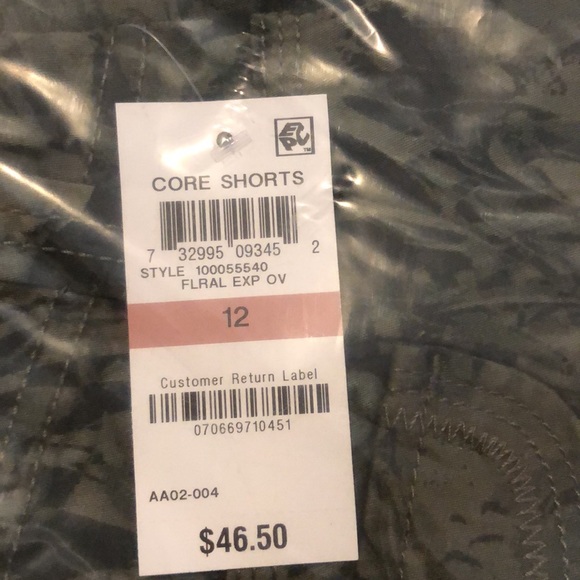 CORE SHORTS
7 32995 09345 2
STYLE 100055540
FLRAL EXP OV
12
Customer Return Label
070669710451
AA02-004
$46.50